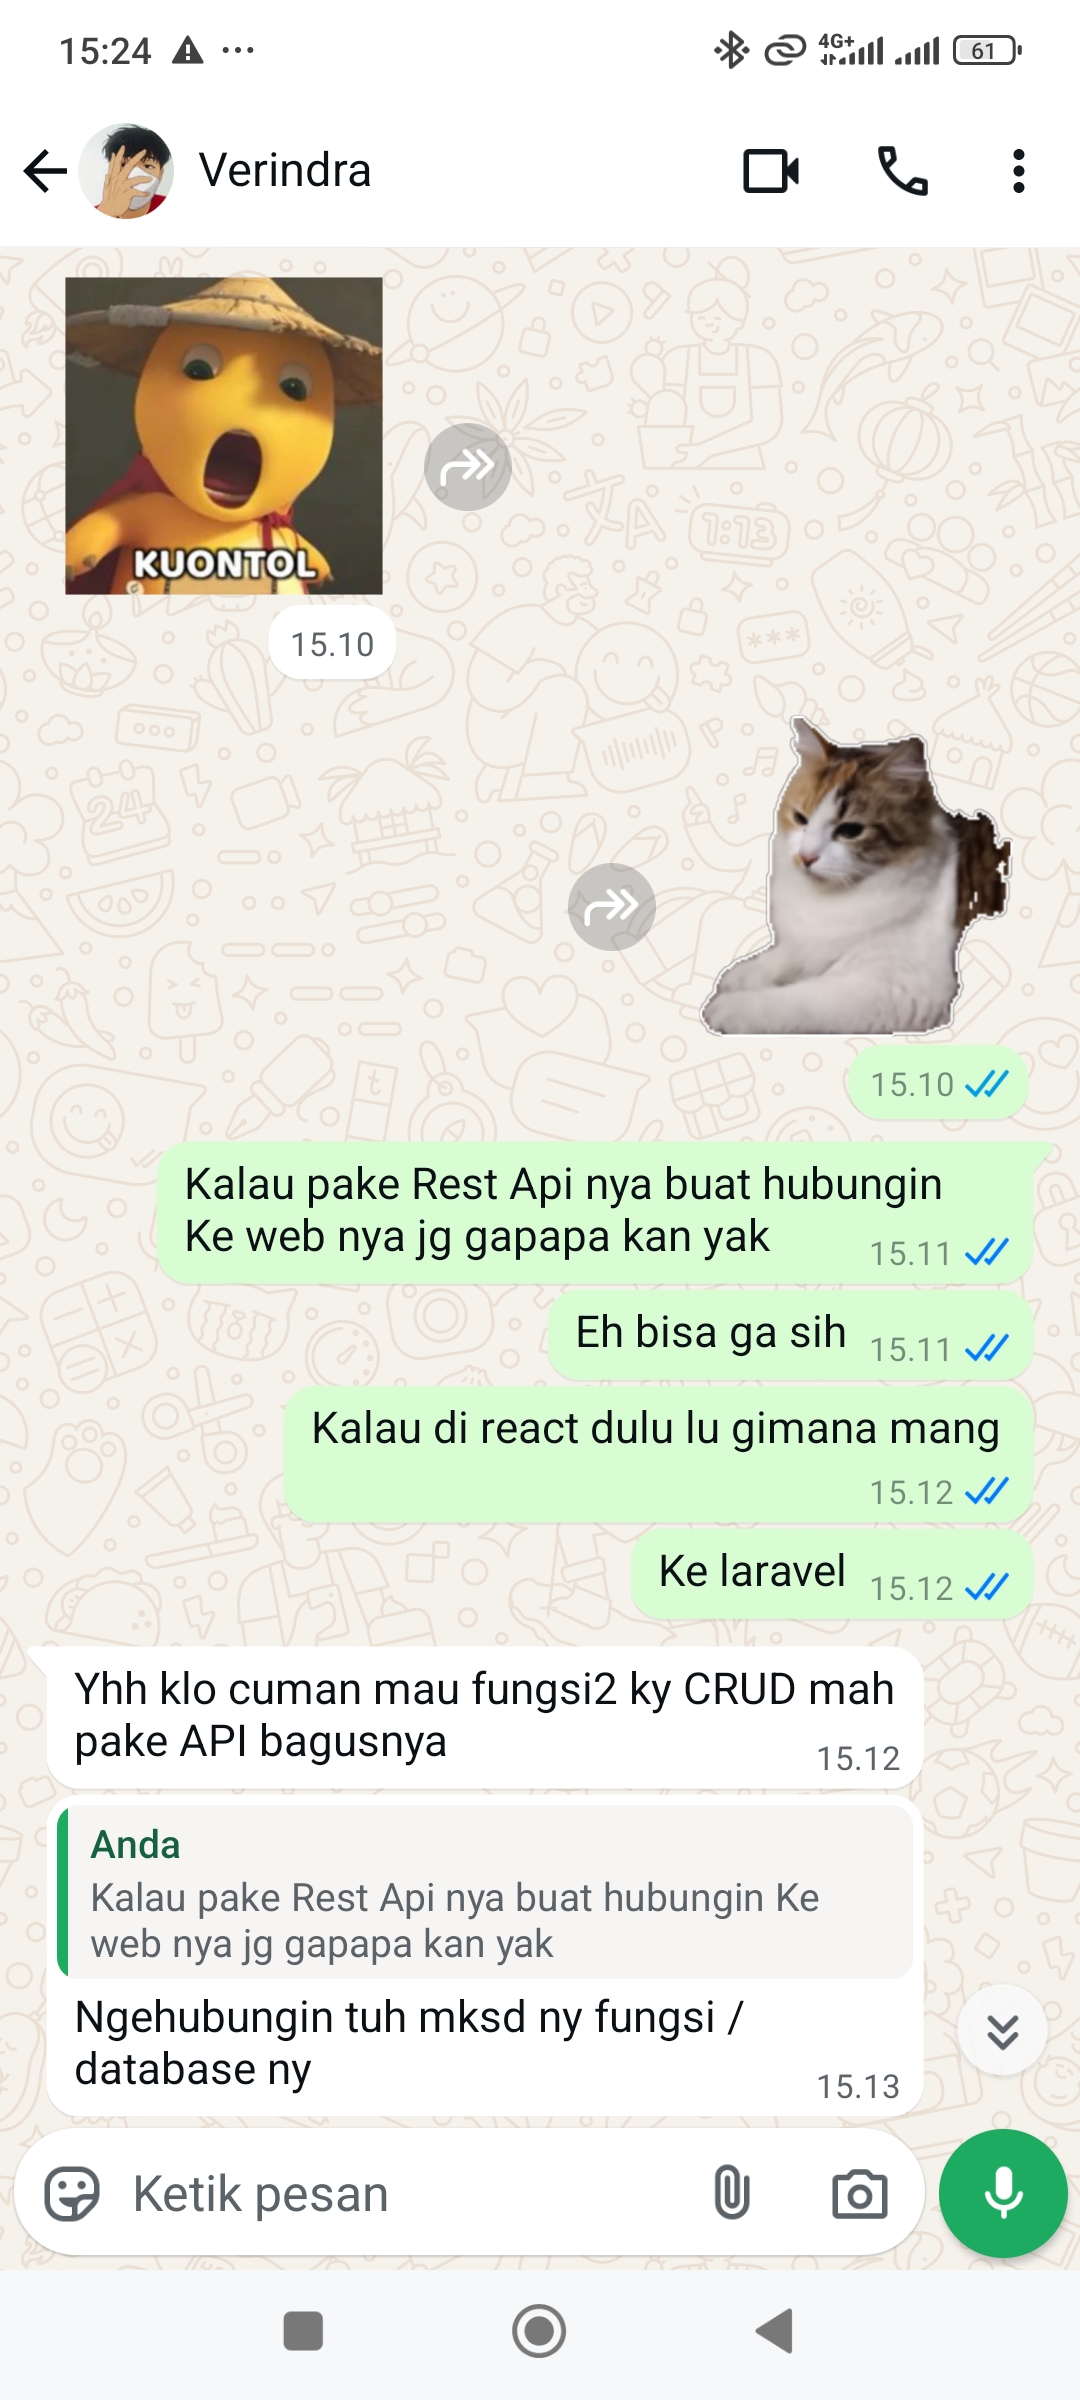 15:24
4G+
61
Verindra
KUONTOL
15.10
15.10
Kalau pake Rest Api nya buat hubungin
Ke web nya jg gapapa kan yak
15.11
Eh bisa ga sih
15.11
Kalau di react dulu lu gimana mang
15.12
Ke laravel
15.12
Yhh klo cuman mau fungsi2 ky CRUD mah
pake API bagusnya
15.12
Anda
Kalau pake Rest Api nya buat hubungin Ke
web nya jg gapapa kan yak
Ngehubungin tuh mksd ny fungsi /
database ny
15.13
Ketik pesan